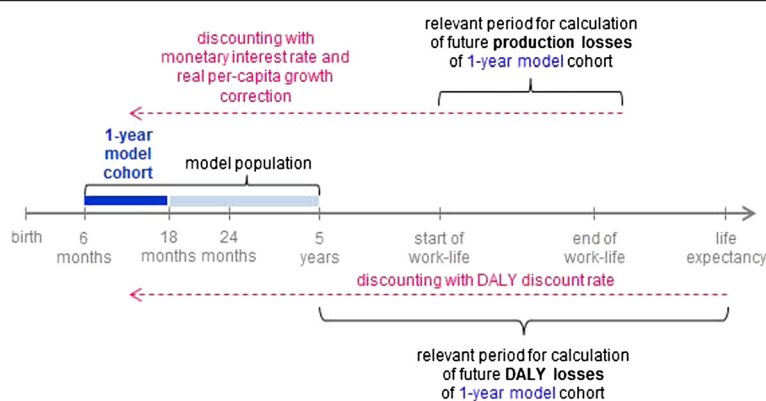 discounting with
monetary interest rate and
real per-capita growth
correction
relevant period for calculation
of future production losses
of 1-year model cohort
1-year
model
cohort
model population
birth
6
months
18
months
24
months
5
years
start of
work-life
end of
work-life
life
expectancy
discounting with DALY discount rate
relevant period for calculation
of future DALY losses
of 1-year model cohort